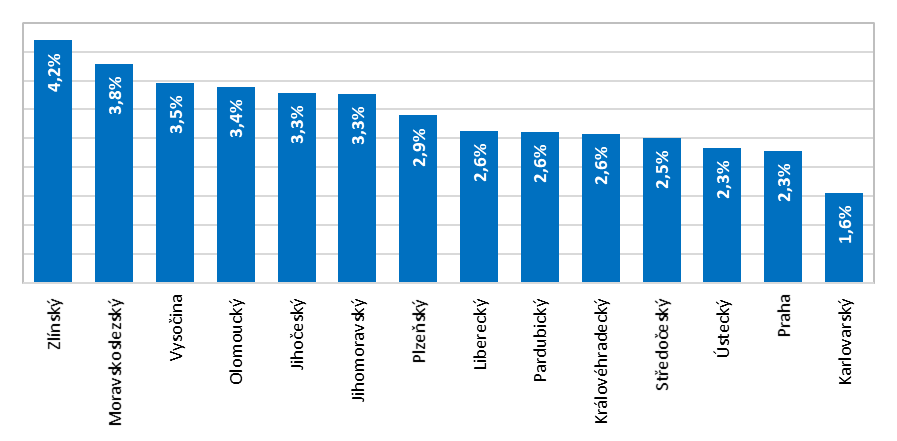 4,2%
3,8%
3,5%
3,4%
3,3%
3,3%
2,9%
2,6%
2,6%
2,6%
2,5%
2,3%
2,3%
1,6%
Zlínský
Moravskoslezský
Vysočina
Olomoucký
Jihočeský
Jihomoravský
Plzeňský
Liberecký
Pardubický
Královéhradecký
Středočeský
Ústecký
Praha
Karlovarský